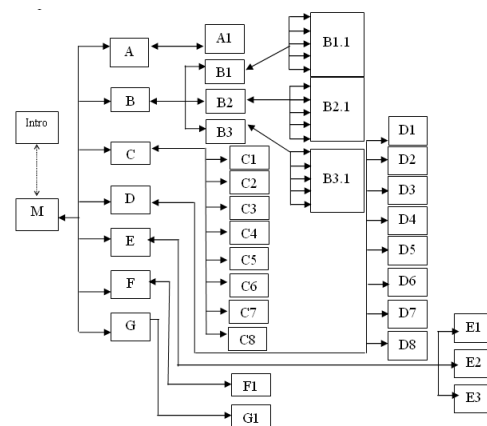 Intro
M
A
B
C
D
E
F
G
A1
B1
B2
B3
B1.1
B2.1
B3.1
C1
C2
C3
C4
C5
C6
C7
C8
D1
D2
D3
D4
D5
D6
D7
D8
E1
E2
E3
F1
G1